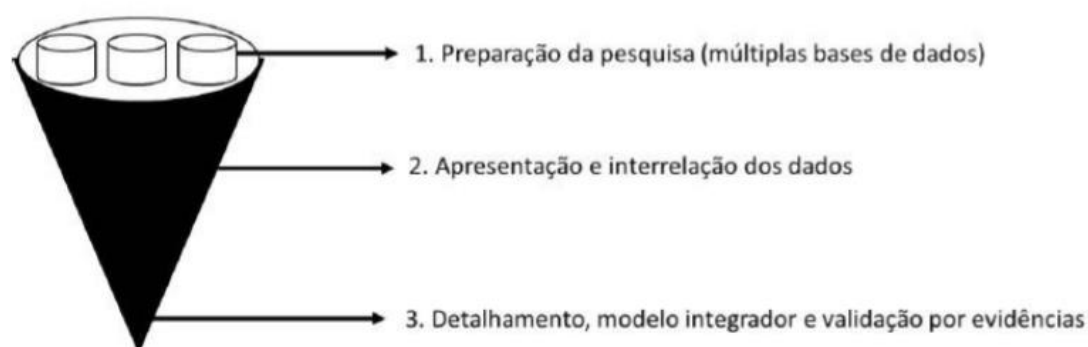 1. Preparação da pesquisa (múltiplas bases de dados)
2. Apresentação e interrelação dos dados
3. Detalhamento, modelo integrador e validação por evidências